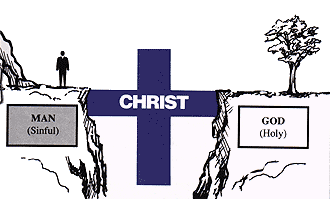 CHRIST
MAN
(Sinful)
GOD
(Holy)